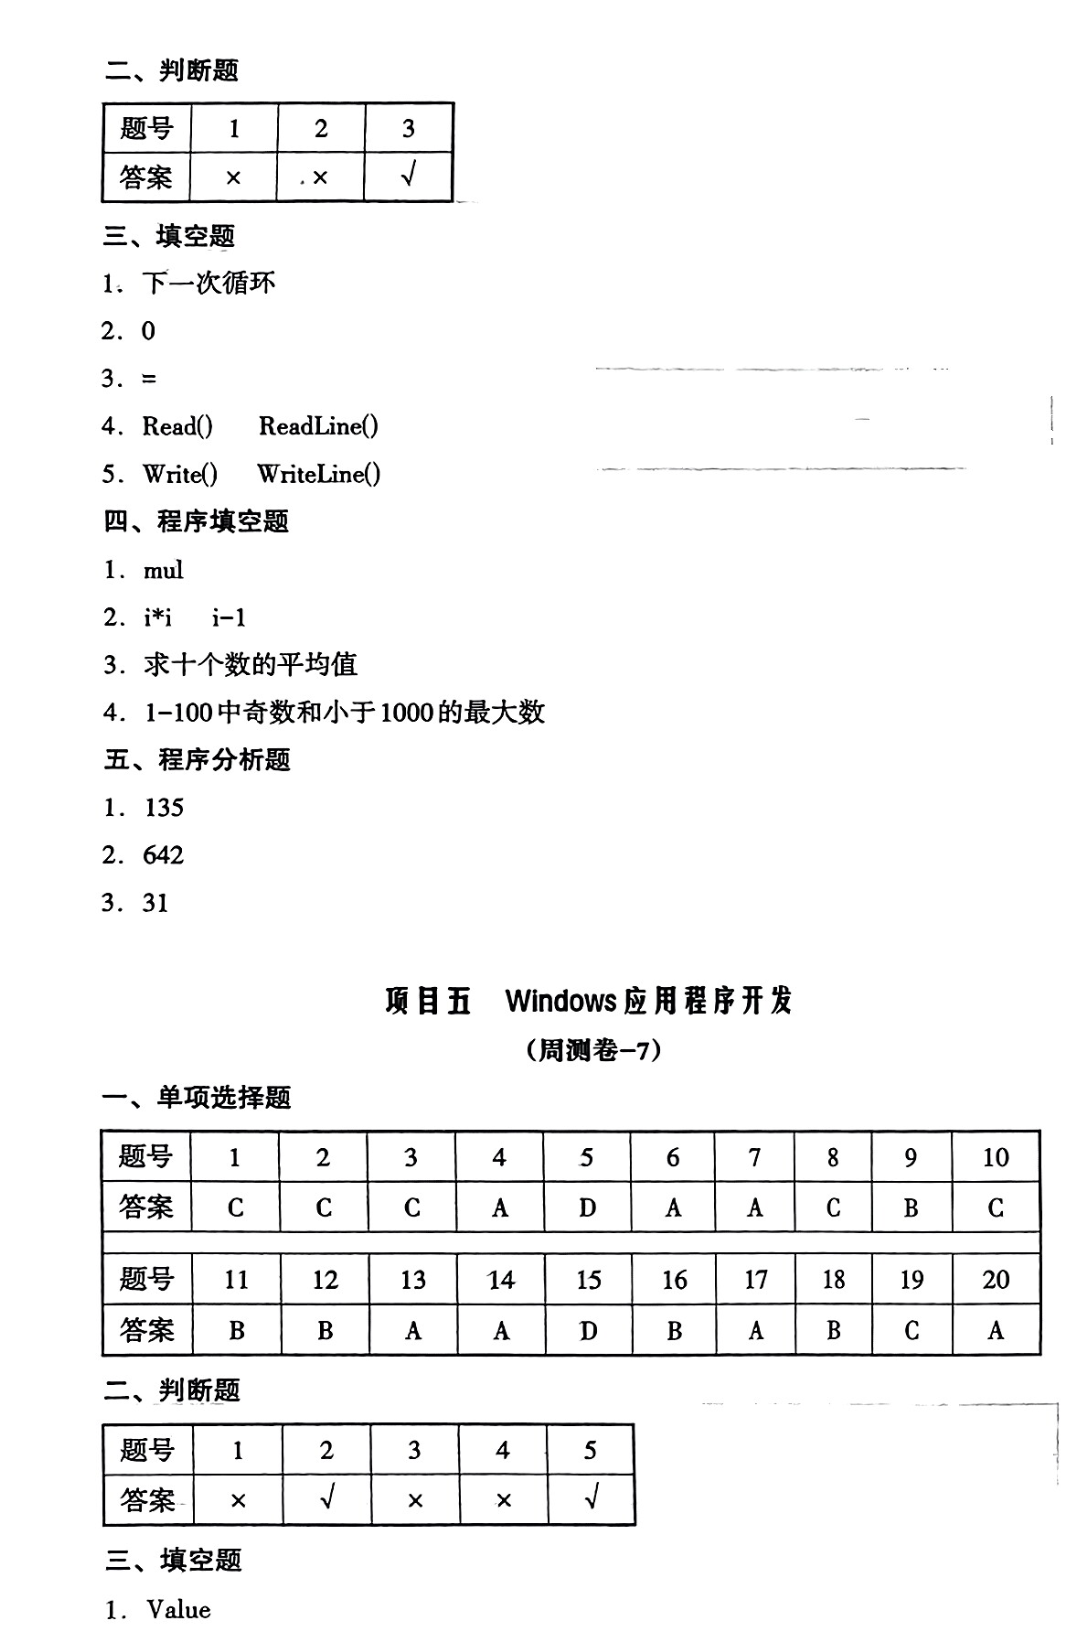 二、判断题
题号 1 2 3
答案 × × √
三、填空题
1. 下一次循环
2. 0
3. =
4. Read() ReadLine()
5. Write() WriteLine()
四、程序填空题
1. mul
2. i*i i-1
3. 求十个数的平均值
4. 1-100中奇数和小于1000的最大数
五、程序分析题
1. 135
2. 642
3. 31
项目五 Windows应用程序开发
（周测卷-7）
一、单项选择题
题号 1 2 3 4 5 6 7 8 9 10
答案 C C C A D A A C B C
题号 11 12 13 14 15 16 17 18 19 20
答案 B B A A D B A B C A
二、判断题
题号 1 2 3 4 5
答案 × √ × × √
三、填空题
1. Value